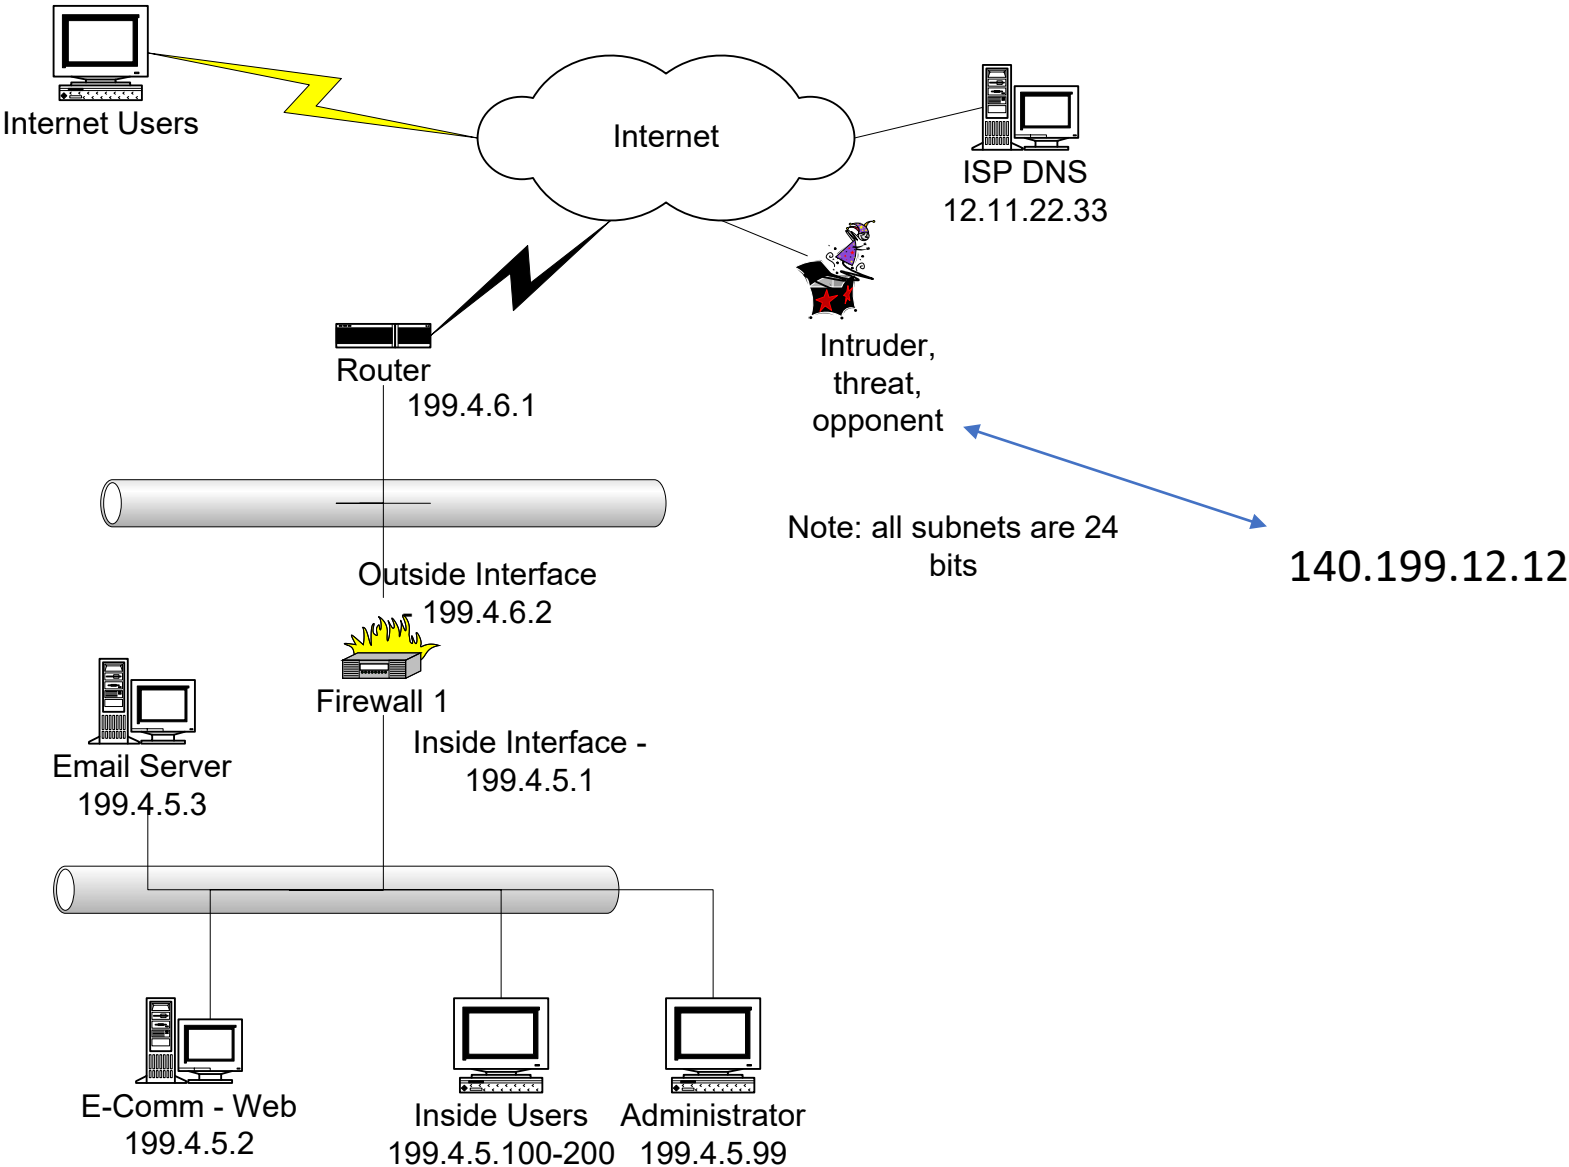 Internet Users
Internet
ISP DNS
12.11.22.33
Router
199.4.6.1
Intruder,
threat,
opponent
Note: all subnets are 24
bits
140.199.12.12
Outside Interface
- 199.4.6.2
Firewall 1
Inside Interface -
199.4.5.1
Email Server
199.4.5.3
E-Comm - Web
199.4.5.2
Inside Users
199.4.5.100-200
Administrator
199.4.5.99